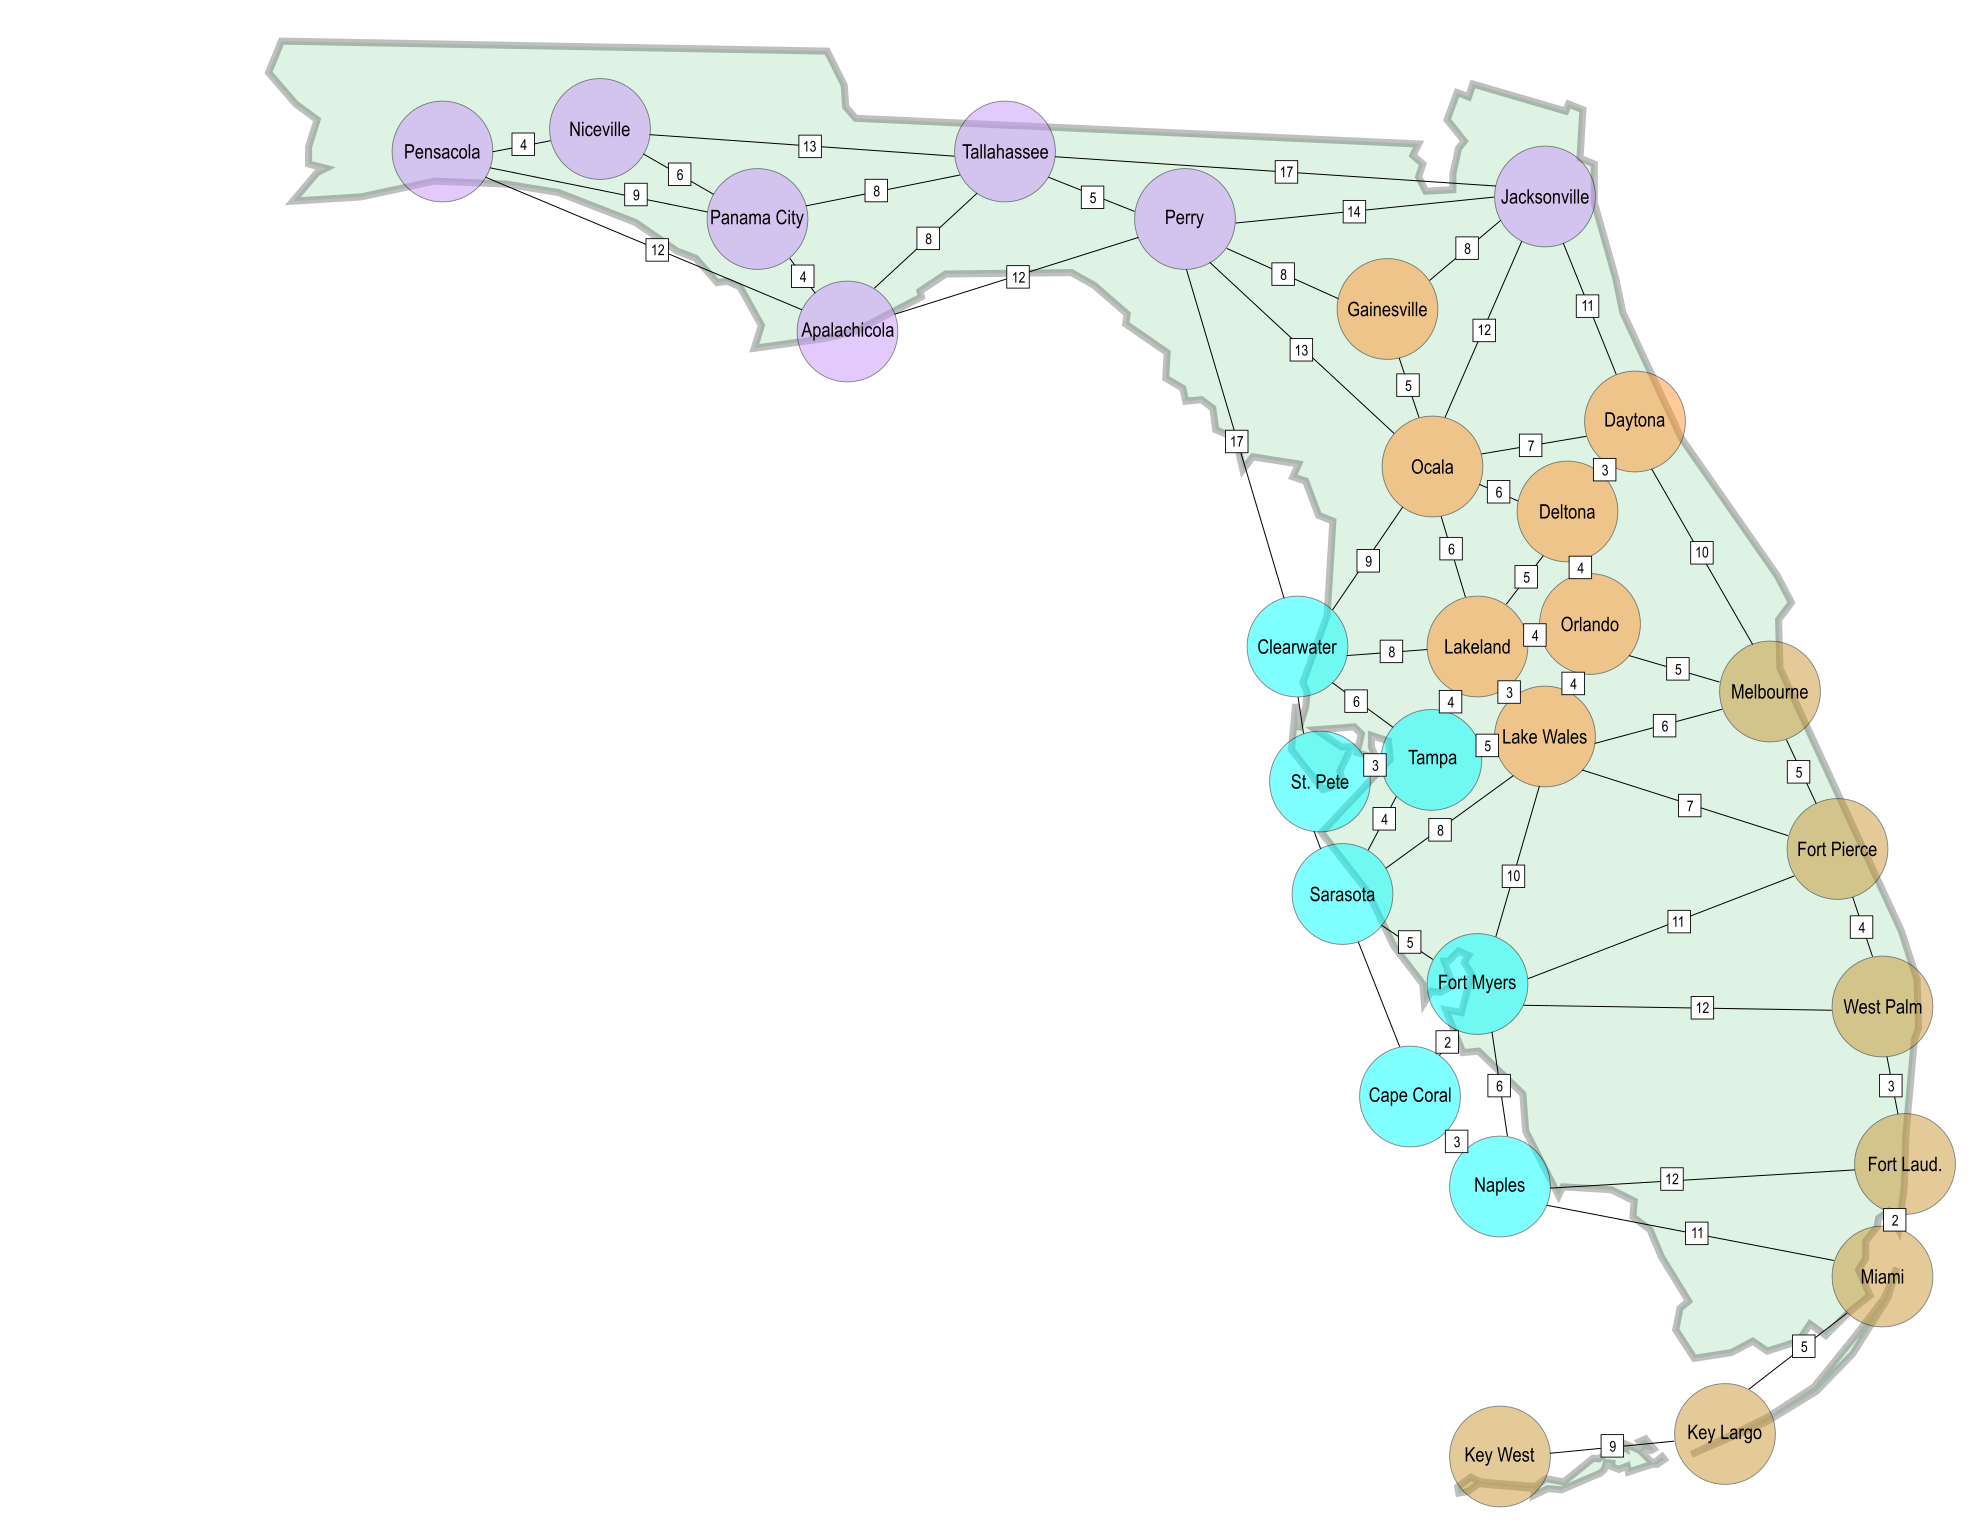 Niceville
Pensacola
4
13
Tallahassee
6
8
17
9
Panama City
5
Perry
14
Jacksonville
12
4
8
12
8
8
Gainesville
11
Apalachicola
12
13
5
17
Ocala
7
Daytona
3
6
Deltona
9
6
5
4
10
Clearwater
8
Lakeland
4
Orlando
5
6
4
3
4
Melbourne
6
St. Pete
3
Tampa
5
Lake Wales
5
4
8
7
Fort Pierce
Sarasota
10
11
4
5
Fort Myers
12
West Palm
2
Cape Coral
6
3
3
Naples
12
Fort Laud.
11
2
Miami
5
Key West
9
Key Largo